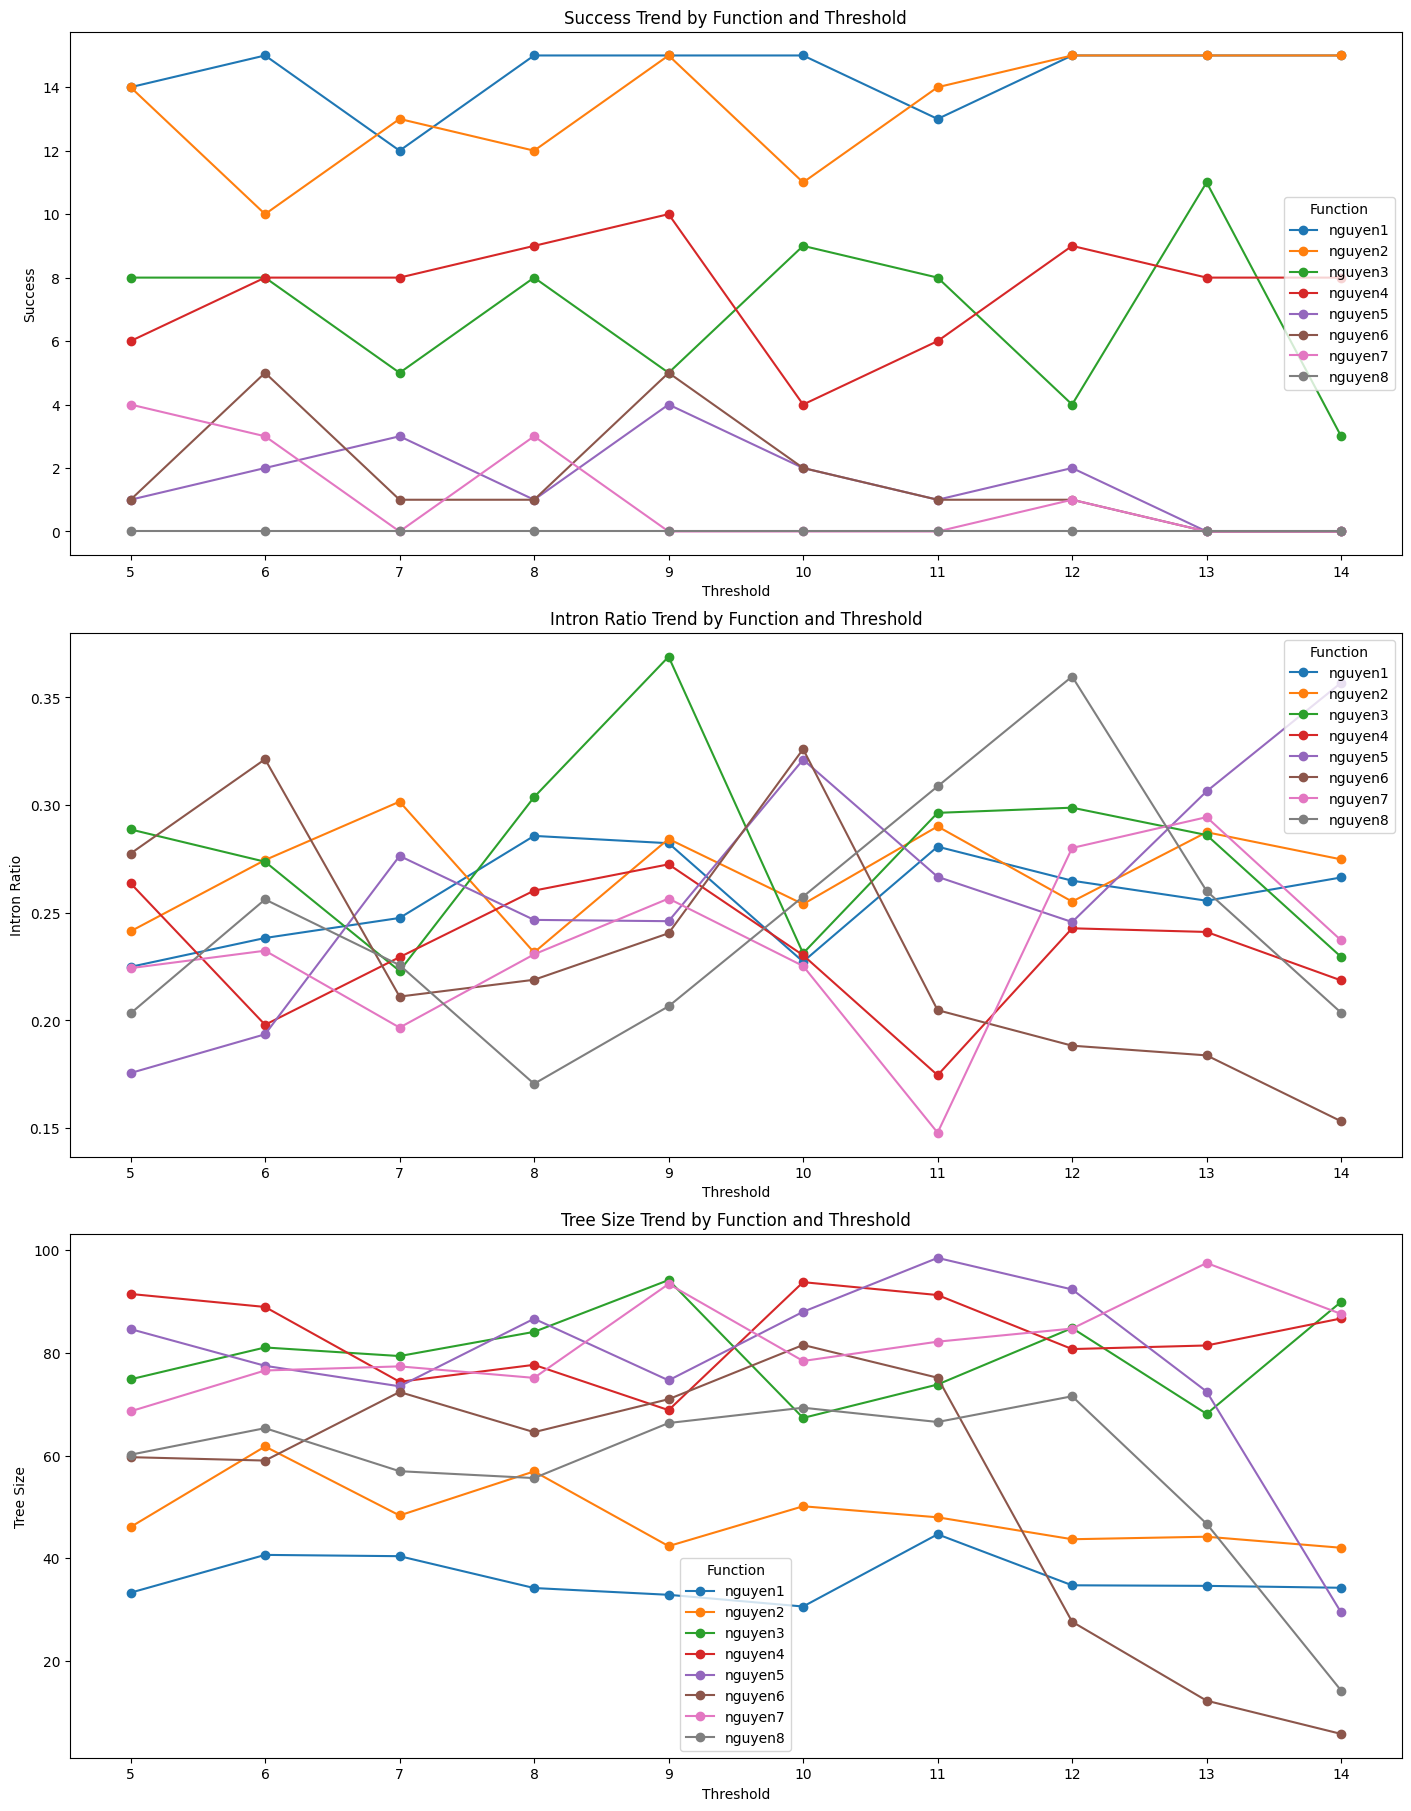 Success Trend by Function and Threshold
Success
14
12
10
8
6
4
2
0
Function
nguyen1
nguyen2
nguyen3
nguyen4
nguyen5
nguyen6
nguyen7
nguyen8
5 6 7 8 9 10 11 12 13 14
Threshold
Intron Ratio Trend by Function and Threshold
Intron Ratio
0.35
0.30
0.25
0.20
0.15
Function
nguyen1
nguyen2
nguyen3
nguyen4
nguyen5
nguyen6
nguyen7
nguyen8
5 6 7 8 9 10 11 12 13 14
Threshold
Tree Size Trend by Function and Threshold
Tree Size
100
80
60
40
20
Function
nguyen1
nguyen2
nguyen3
nguyen4
nguyen5
nguyen6
nguyen7
nguyen8
5 6 7 8 9 10 11 12 13 14
Threshold